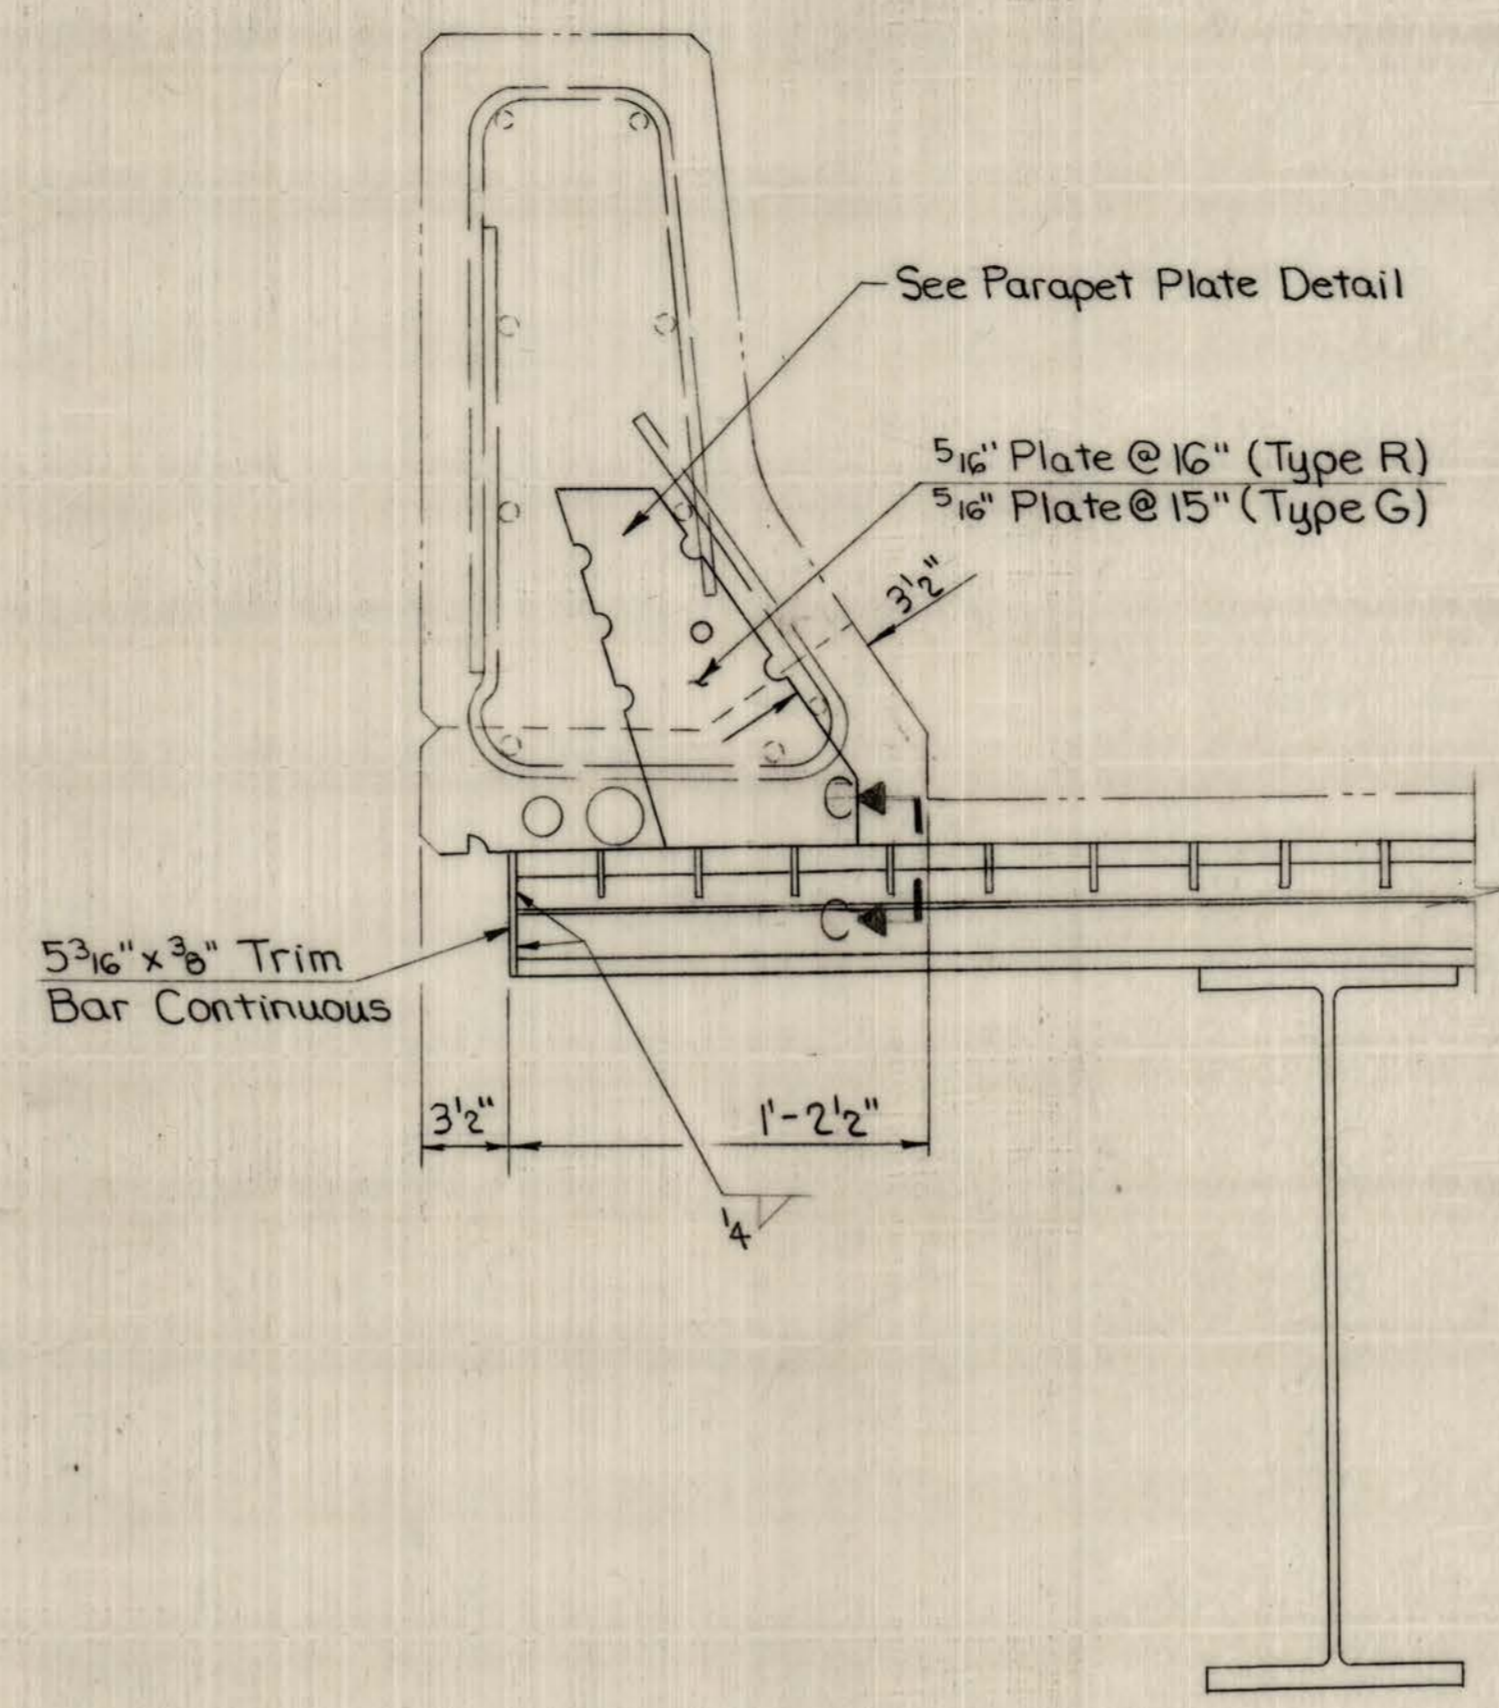 See Parapet Plate Detail
5/16" Plate @ 16" (Type R)
5/16" Plate @ 15" (Type G)
3 1/2"
C
C
5 3/16" x 3/8" Trim
Bar Continuous
3 1/2"
1'-2 1/2"
1/4